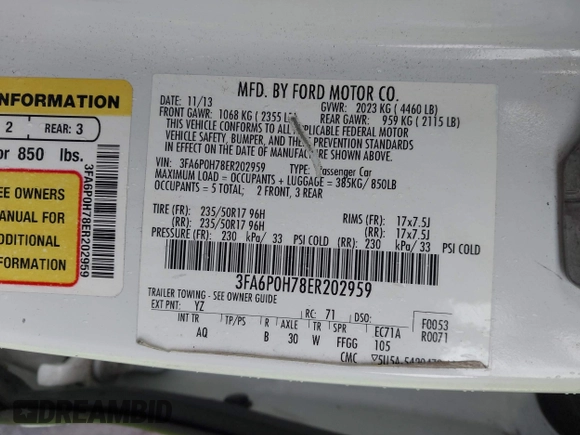 INFORMATION
2 REAR: 3
or 850 lbs.
EE OWNERS
ANUAL FOR
ADDITIONAL
INFORMATION
3FA6P0H78ER202959
MFD. BY FORD MOTOR CO.
DATE: 11/13 GVWR: 2023 KG ( 4460 LB)
FRONT GAWR: 1068 KG ( 2355 L REAR GAWR: 959 KG ( 2115 LB)
THIS VEHICLE CONFORMS TO ALL APPLICABLE FEDERAL MOTOR
VEHICLE SAFETY, BUMPER, AND THEFT PREVENTION STANDARDS
IN EFFECT ON THE DATE OF MANUFACTURE SHOWN ABOVE.
VIN: 3FA6P0H78ER202959 TYPE: Passenger Car
MAXIMUM LOAD = OCCUPANTS + LUGGAGE = 385KG/ 850LB
OCCUPANTS = 5 TOTAL; 2 FRONT, 3 REAR
TIRE (FR): 235/50R17 96H RIMS (FR): 17x7.5J
(RR): 235/50R17 96H (RR): 17x7.5J
PRESSURE (FR): 230 kPa/ 33 PSI COLD (RR): 230 kPa/ 33 PSI COLD
3FA6P0H78ER202959
TRAILER TOWING - SEE OWNER GUIDE
EXT PNT: YZ RC: 71 DSO: F0053
INT TR TP/PS R AXLE TR SPR EC71A R0071
AQ B 30 W FFGG 105
CMC
DREAMBID